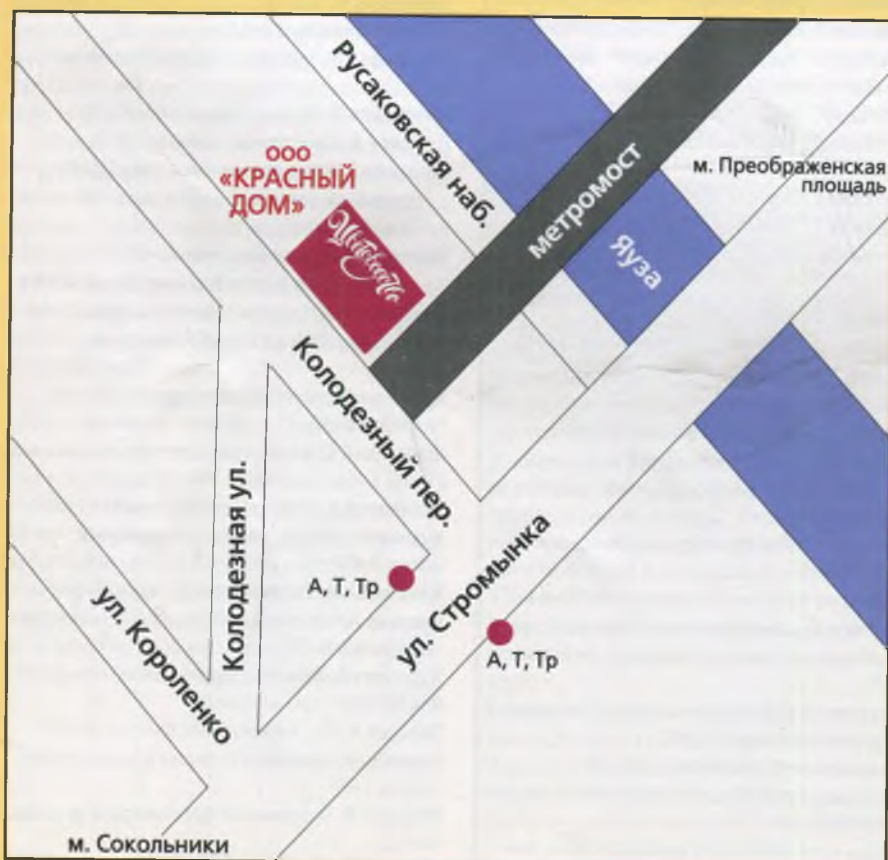 Русаковская наб.
ООО
«КРАСНЫЙ
ДОМ»
метромост
м. Преображенская
площадь
Яуза
Колодезный пер.
Колодезная ул.
А, Т, Тр
ул. Стромынка
А, Т, Тр
ул. Короленко
м. Сокольники